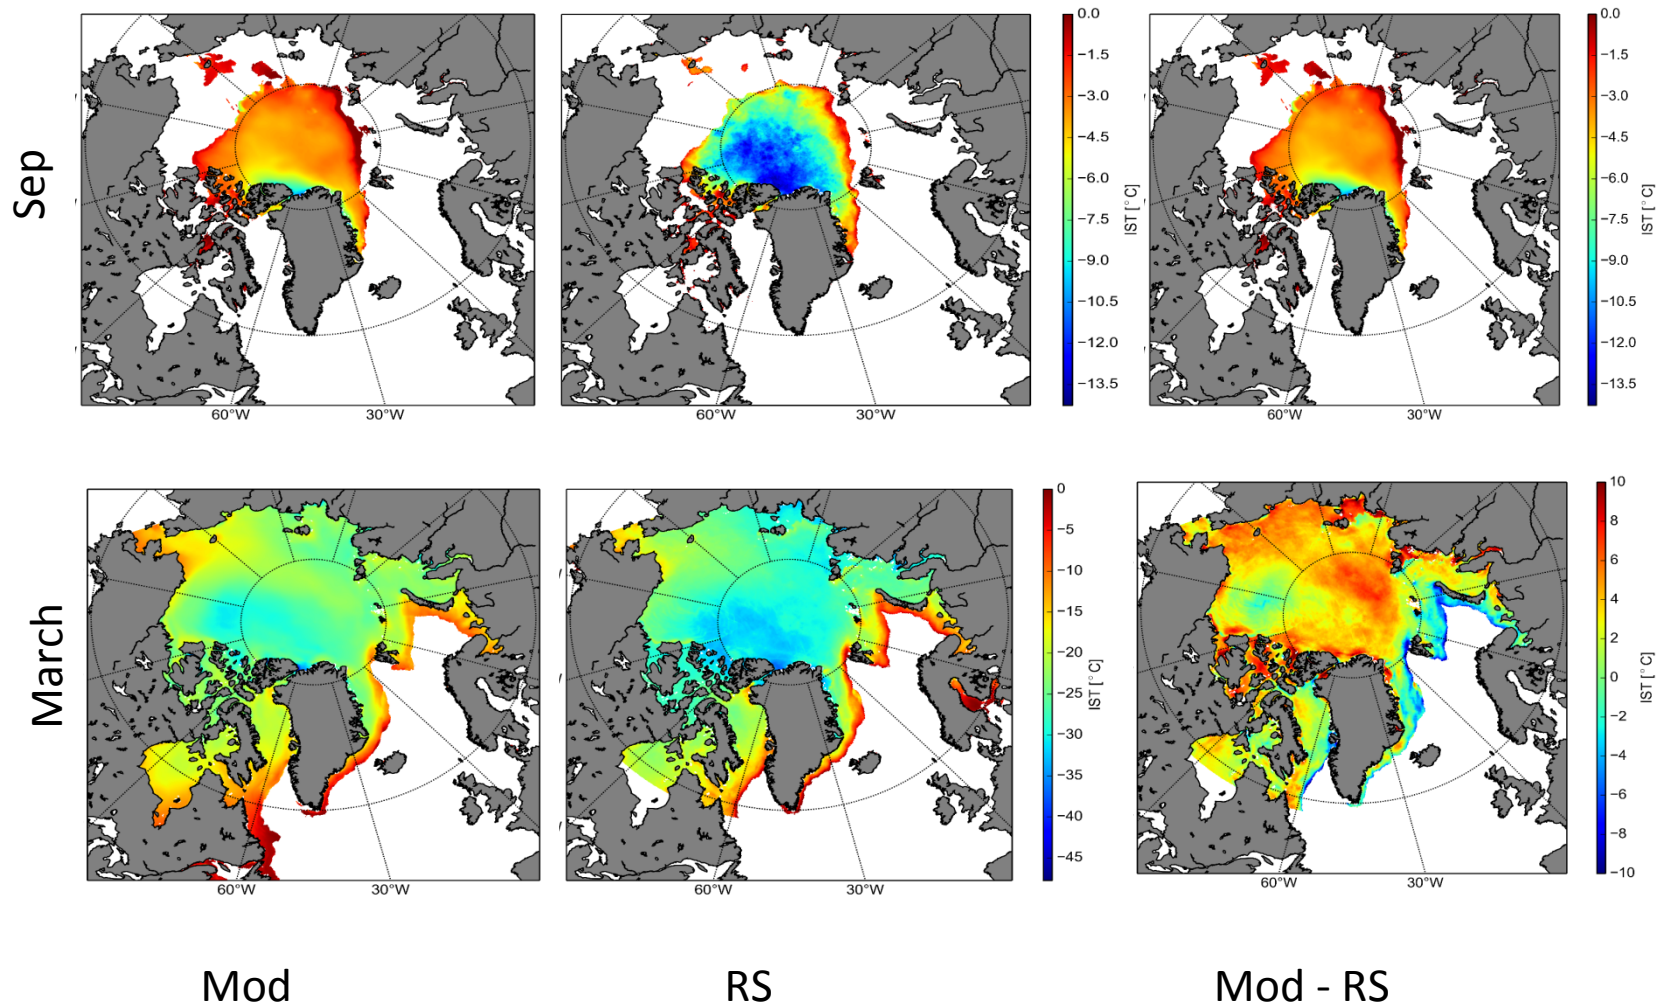 Sep
60°W
30°W
60°W
30°W
0.0
−1.5
−3.0
−4.5
−6.0
−7.5
−9.0
−10.5
−12.0
−13.5
IST [°C]
60°W
30°W
0.0
−1.5
−3.0
−4.5
−6.0
−7.5
−9.0
−10.5
−12.0
−13.5
IST [°C]
March
60°W
30°W
60°W
30°W
0
−5
−10
−15
−20
−25
−30
−35
−40
−45
IST [°C]
60°W
30°W
10
8
6
4
2
0
−2
−4
−6
−8
−10
IST [°C]
Mod
RS
Mod - RS